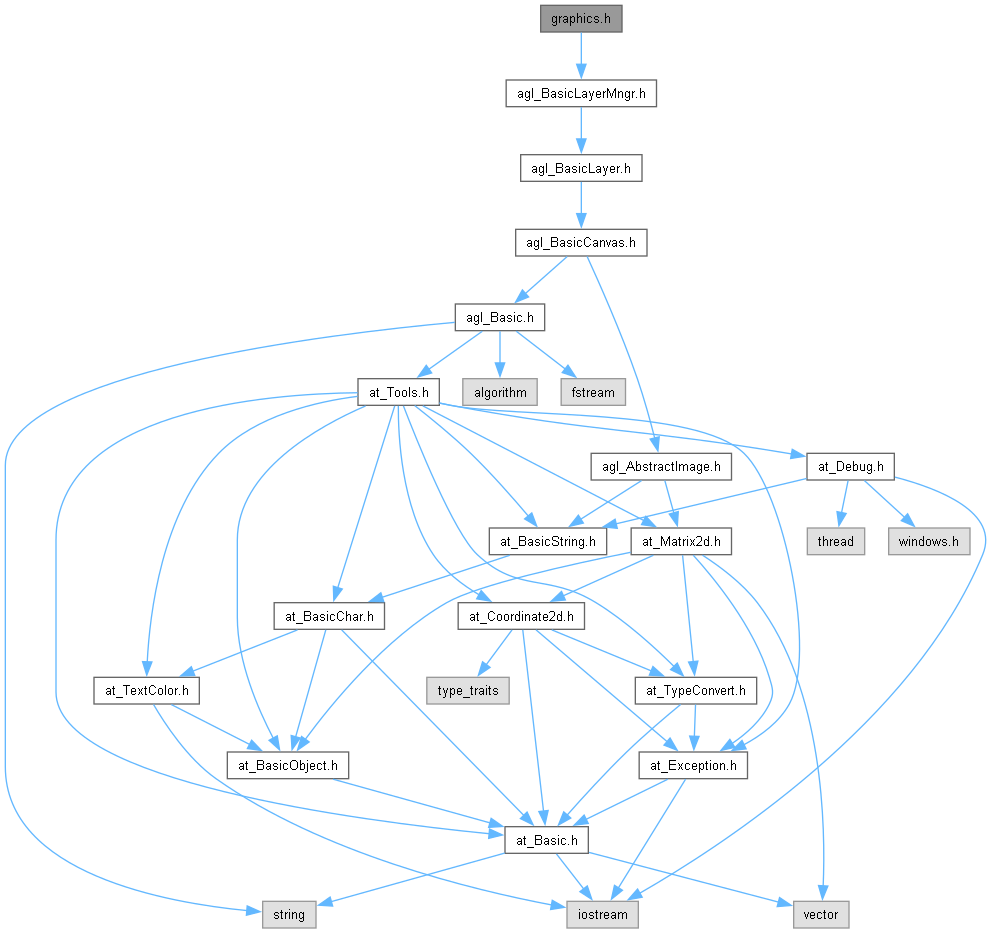 graphics.h
agl_BasicLayerMngr.h
agl_BasicLayer.h
agl_BasicCanvas.h
agl_Basic.h
at_Tools.h
algorithm
fstream
agl_AbstractImage.h
at_Debug.h
at_BasicString.h
at_Matrix2d.h
thread
windows.h
at_BasicChar.h
at_Coordinate2d.h
at_TextColor.h
type_traits
at_TypeConvert.h
at_BasicObject.h
at_Exception.h
at_Basic.h
string
iostream
vector